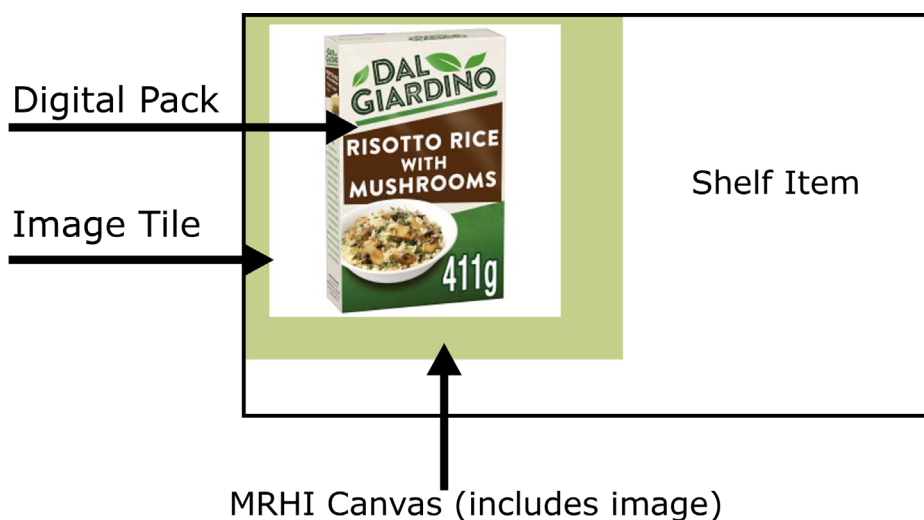 Digital Pack
Image Tile
DAL
GIARDINO
RISOTTO RICE
WITH
MUSHROOMS
411g
Shelf Item
MRHI Canvas (includes image)